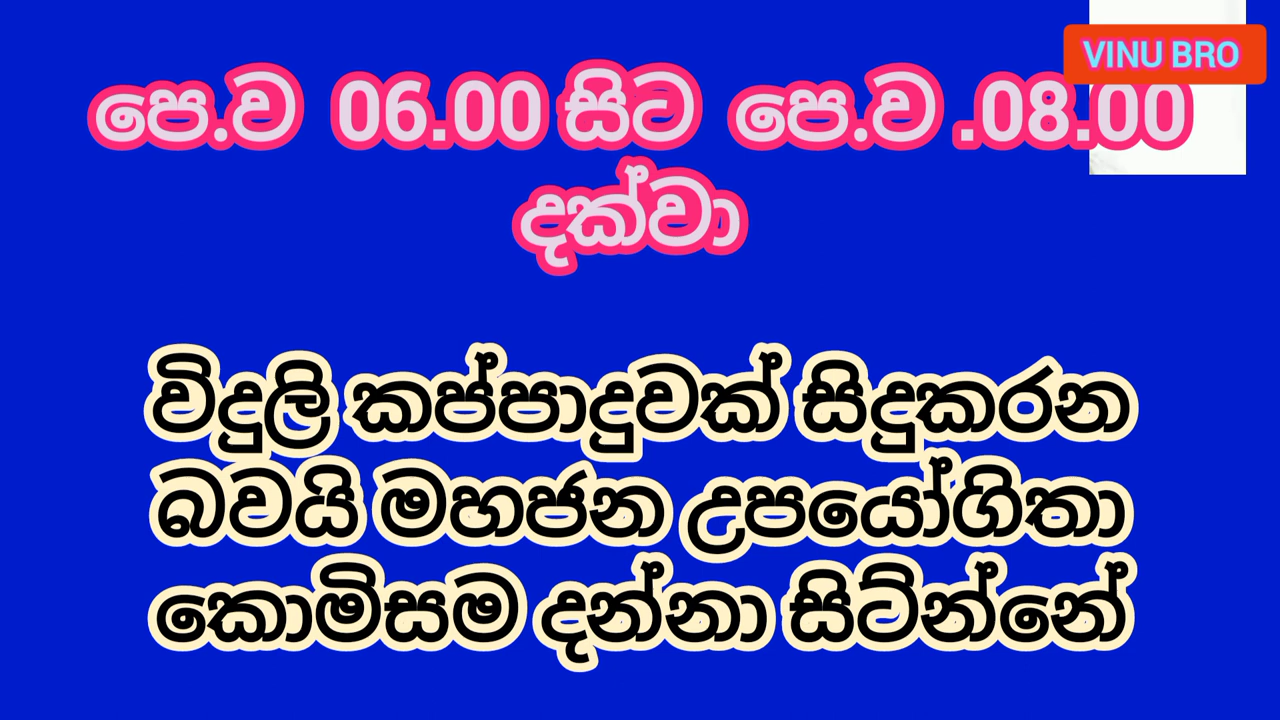 VINU BRO
පෙ.ව 06.00 සිට පෙ.ව .08.00
දක්වා
විදුලි කප්පාදුවක් සිදුකරන
බවයි මහජන උපයෝගිතා
කොමිසම දන්නා සිටින්නේ